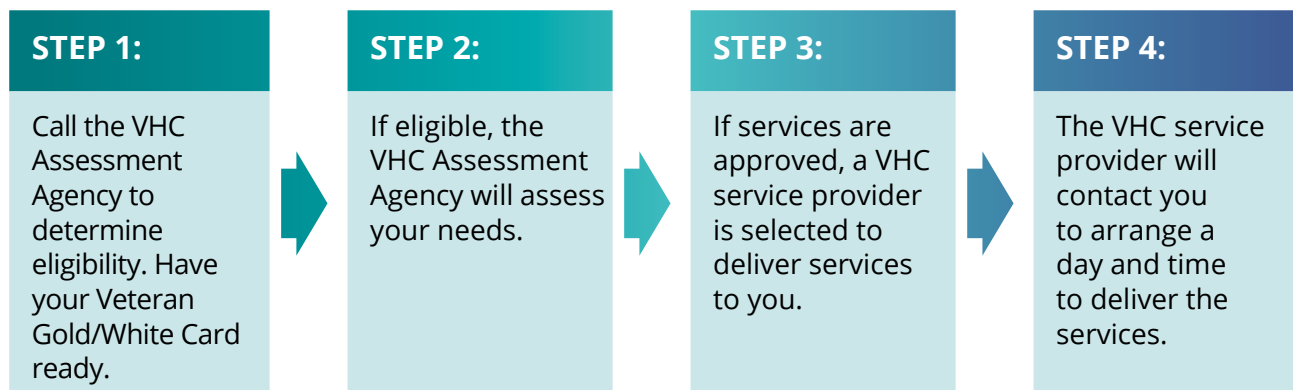 STEP 1:
Call the VHC
Assessment
Agency to
determine
eligibility. Have
your Veteran
Gold/White Card
ready.
STEP 2:
If eligible, the
VHC Assessment
Agency will assess
your needs.
STEP 3:
If services are
approved, a VHC
service provider
is selected to
deliver services
to you.
STEP 4:
The VHC service
provider will
contact you
to arrange a
day and time
to deliver the
services.